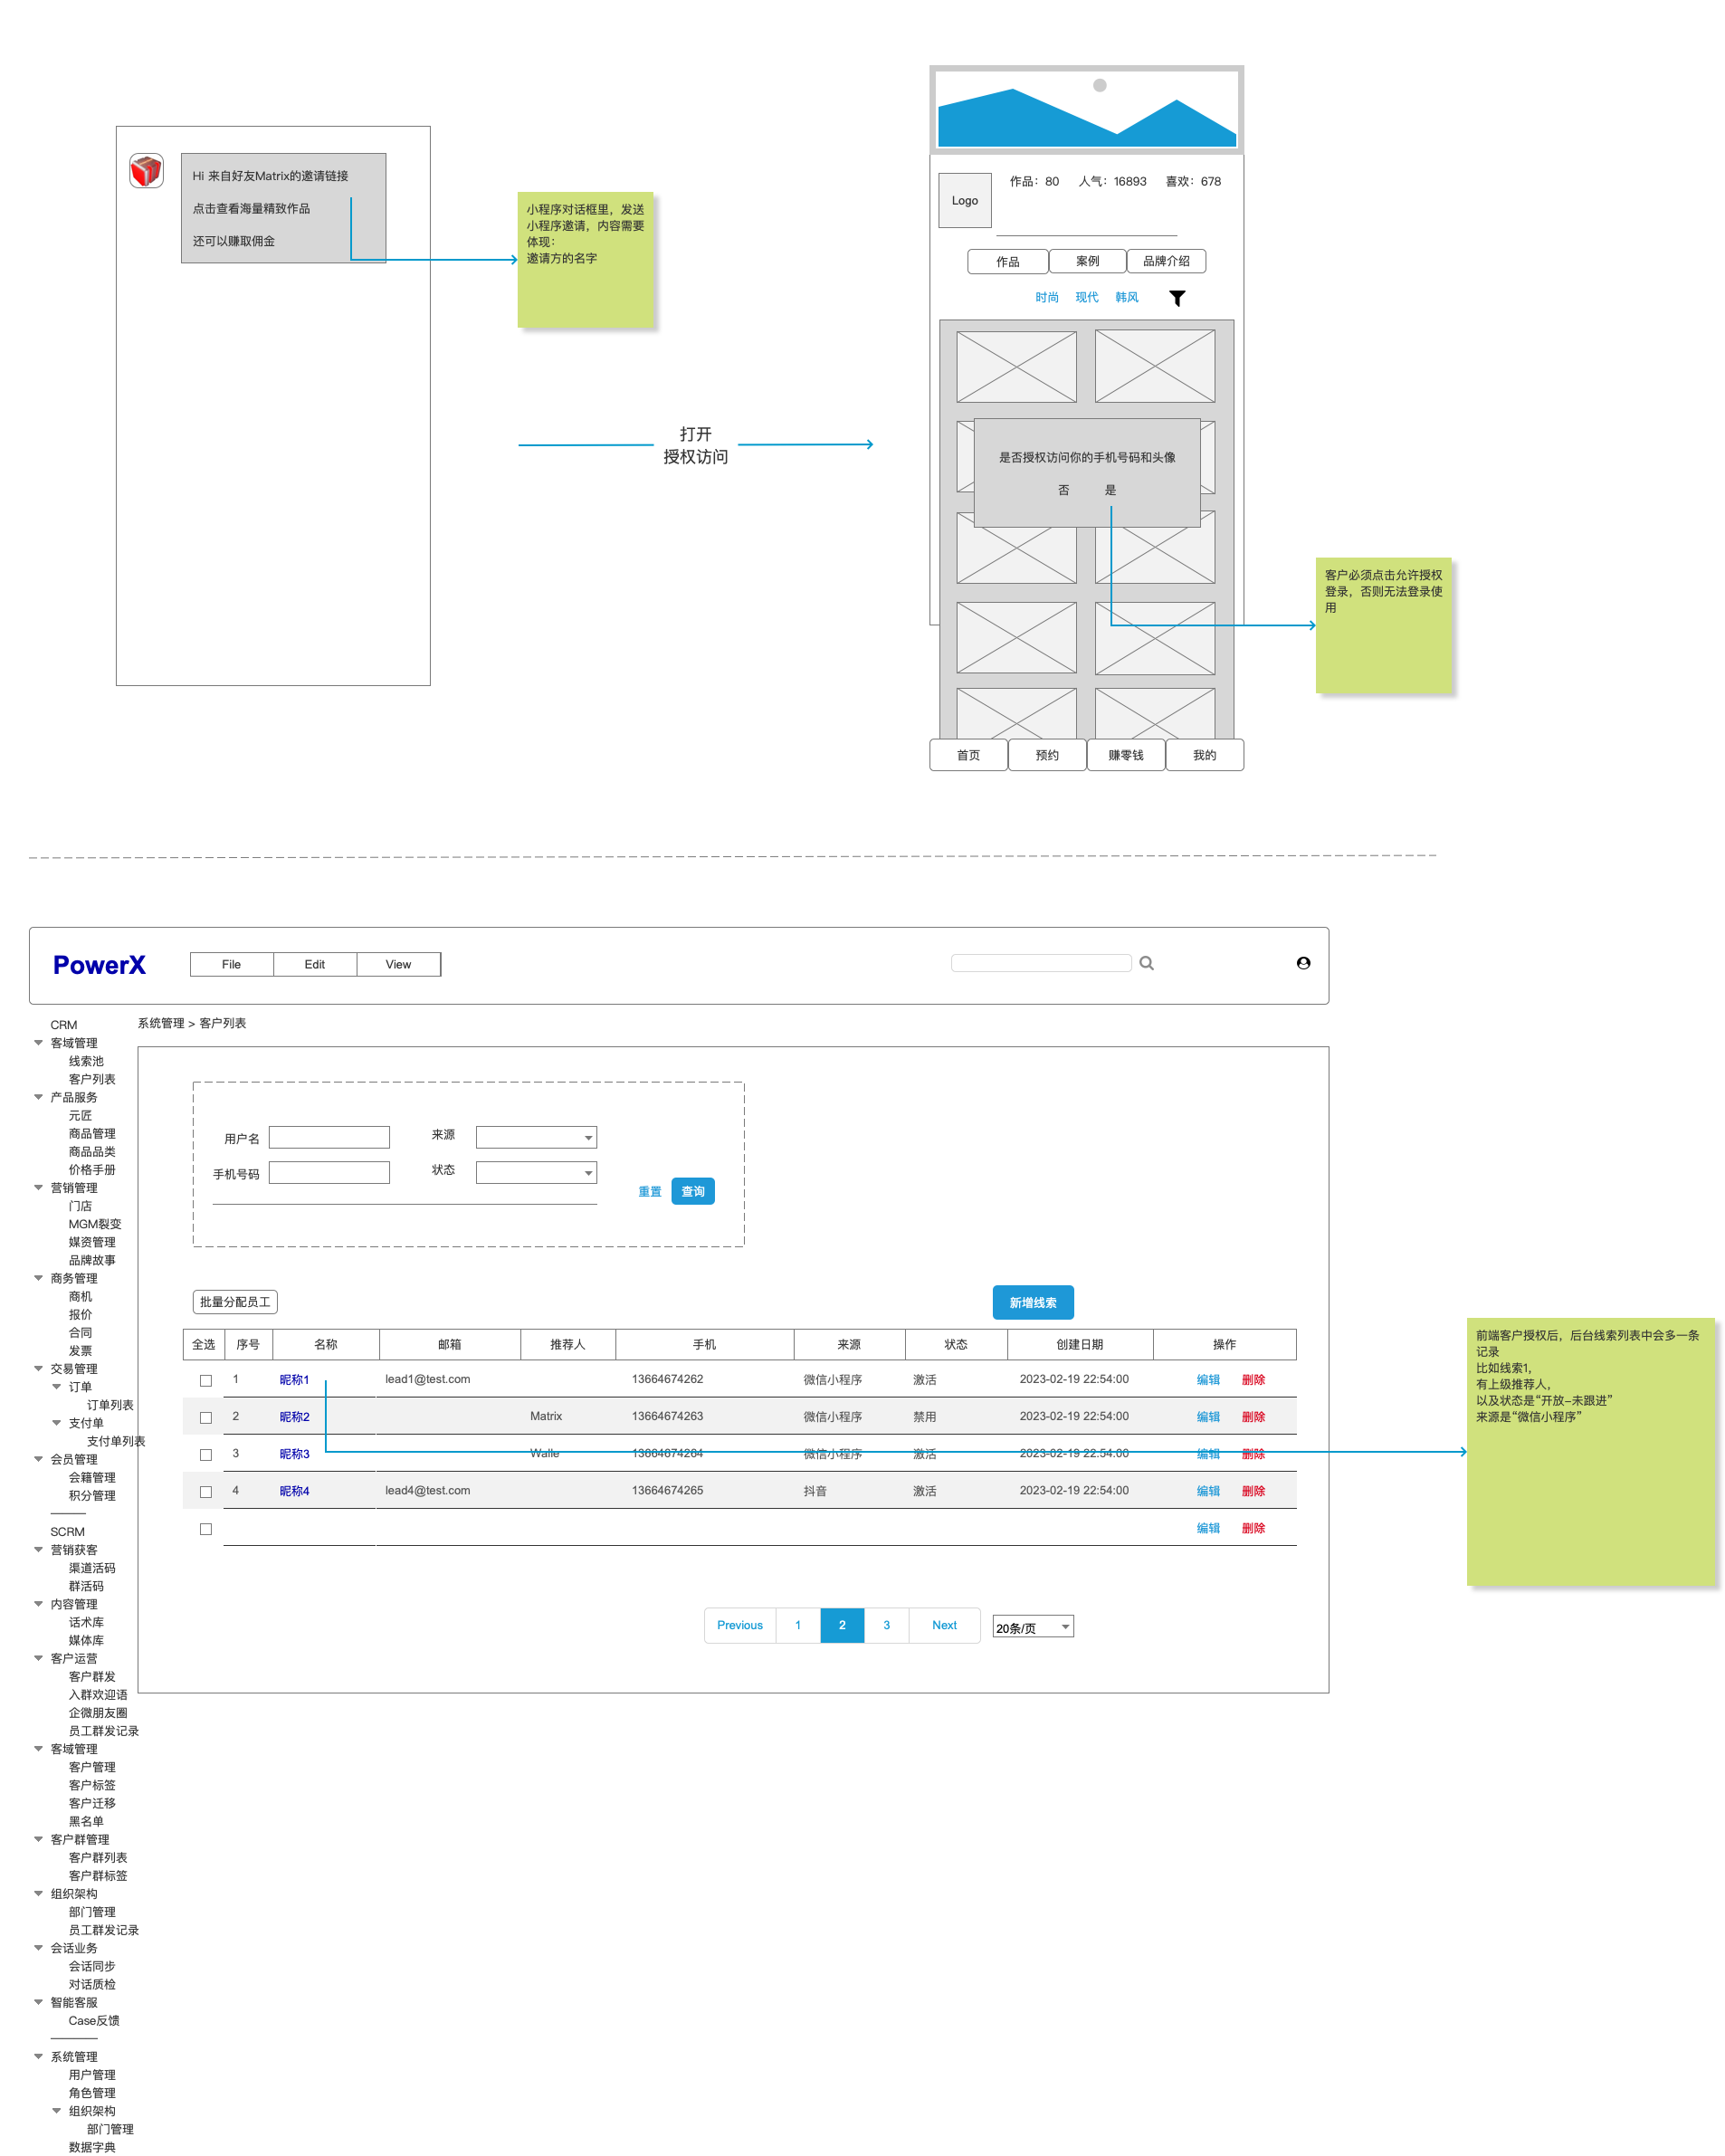 Hi 来自好友Matrix的邀请链接
点击查看海量精致作品
还可以赚取佣金
小程序对话框里，发送
小程序邀请，内容需要
体现：
邀请方的名字
打开
授权访问
Logo
作品：80 人气：16893 喜欢：678
作品 案例 品牌介绍
时尚 现代 韩风
是否授权访问你的手机号码和头像
否 是
客户必须点击允许授权
登录，否则无法登录使
用
首页 预约 赚零钱 我的
PowerX File Edit View
CRM
客域管理
线索池
客户列表
产品服务
元匠
商品管理
商品品类
价格手册
营销管理
门店
MGM裂变
媒资管理
品牌故事
商务管理
商机
报价
合同
发票
交易管理
订单
订单列表
支付单
支付单列表
会员管理
会籍管理
积分管理
SCRM
营销获客
渠道活码
群活码
内容管理
话术库
媒体库
客户运营
客户群发
入群欢迎语
企微朋友圈
员工群发记录
客域管理
客户管理
客户标签
客户迁移
黑名单
客户群管理
客户群列表
客户群标签
组织架构
部门管理
员工群发记录
会话业务
会话同步
对话质检
智能客服
Case反馈
系统管理
用户管理
角色管理
组织架构
部门管理
数据字典
系统管理 > 客户列表
用户名 来源
手机号码 状态
重置 查询
批量分配员工 新增线索
全选 序号 名称 邮箱 推荐人 手机 来源 状态 创建日期 操作
1 昵称1 lead1@test.com 13664674262 微信小程序 激活 2023-02-19 22:54:00 编辑 删除
2 昵称2 Matrix 13664674263 微信小程序 禁用 2023-02-19 22:54:00 编辑 删除
3 昵称3 Walle 13664674264 微信小程序 激活 2023-02-19 22:54:00 编辑 删除
4 昵称4 lead4@test.com 13664674265 抖音 激活 2023-02-19 22:54:00 编辑 删除
编辑 删除
Previous 1 2 3 Next 20条/页
前端客户授权后，后台线索列表中会多一条
记录
比如线索1，
有上级推荐人，
以及状态是“开放–未跟进”
来源是“微信小程序”